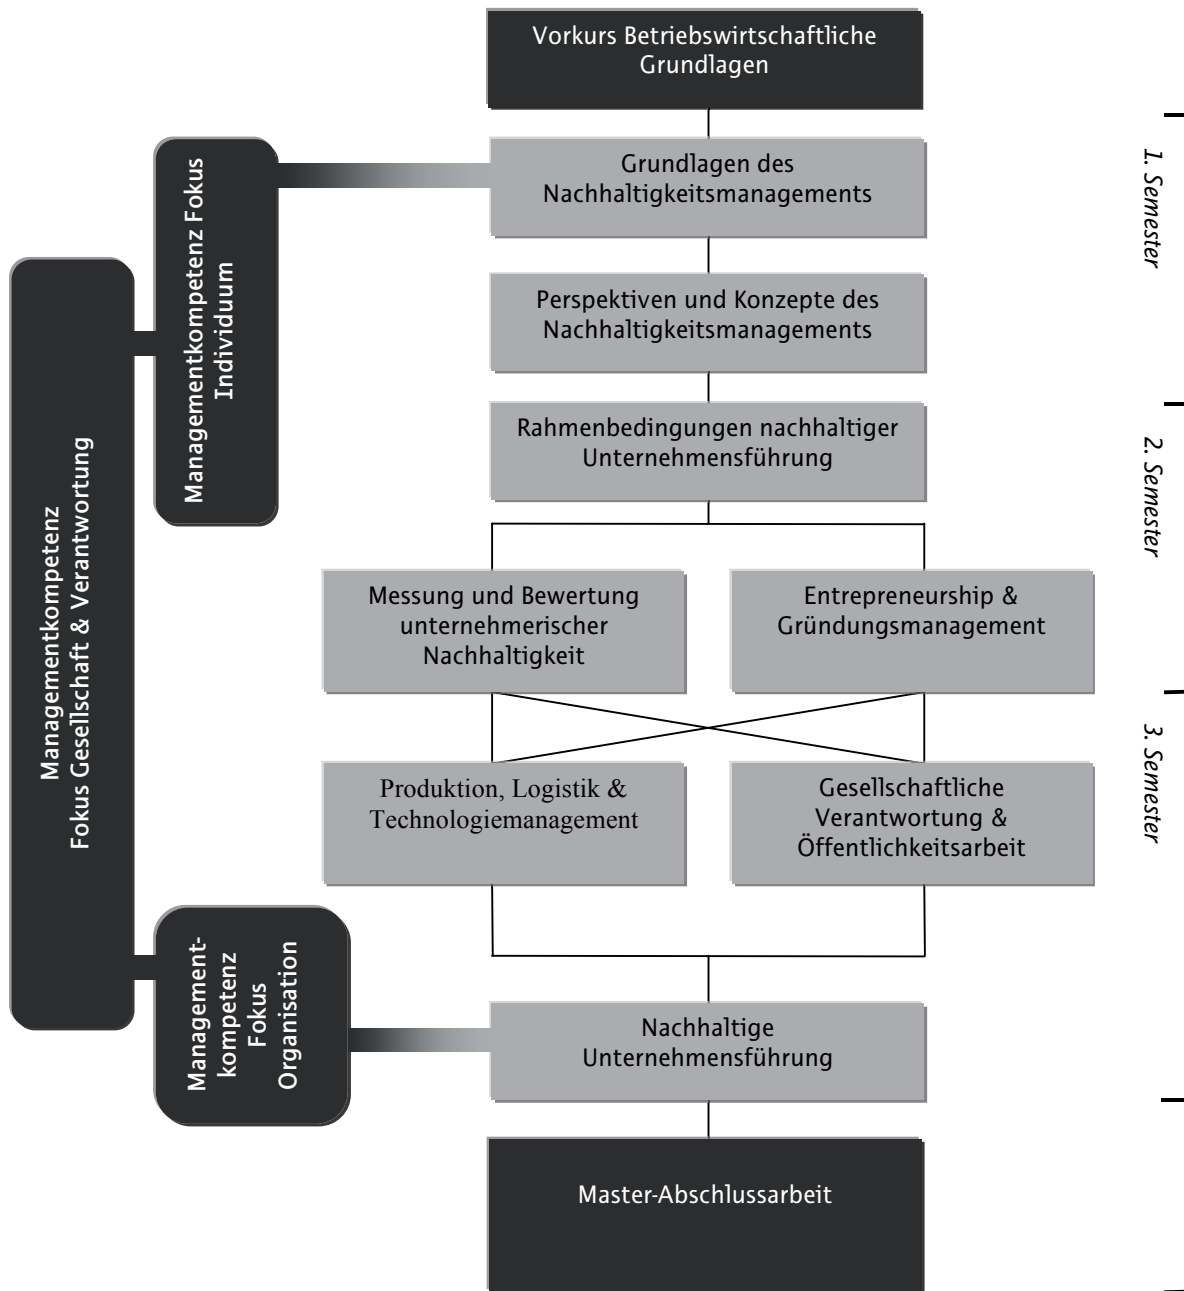 Vorkurs Betriebswirtschaftliche
Grundlagen
1. Semester
Grundlagen des
Nachhaltigkeitsmanagements
Managementkompetenz Fokus
Individuum
Perspektiven und Konzepte des
Nachhaltigkeitsmanagements
2. Semester
Rahmenbedingungen nachhaltiger
Unternehmensführung
Managementkompetenz
Fokus Gesellschaft & Verantwortung
Messung und Bewertung
unternehmerischer
Nachhaltigkeit
Entrepreneurship &
Gründungsmanagement
3. Semester
Produktion, Logistik &
Technologiemanagement
Gesellschaftliche
Verantwortung &
Öffentlichkeitsarbeit
Management-
kompetenz
Fokus
Organisation
Nachhaltige
Unternehmensführung
Master-Abschlussarbeit